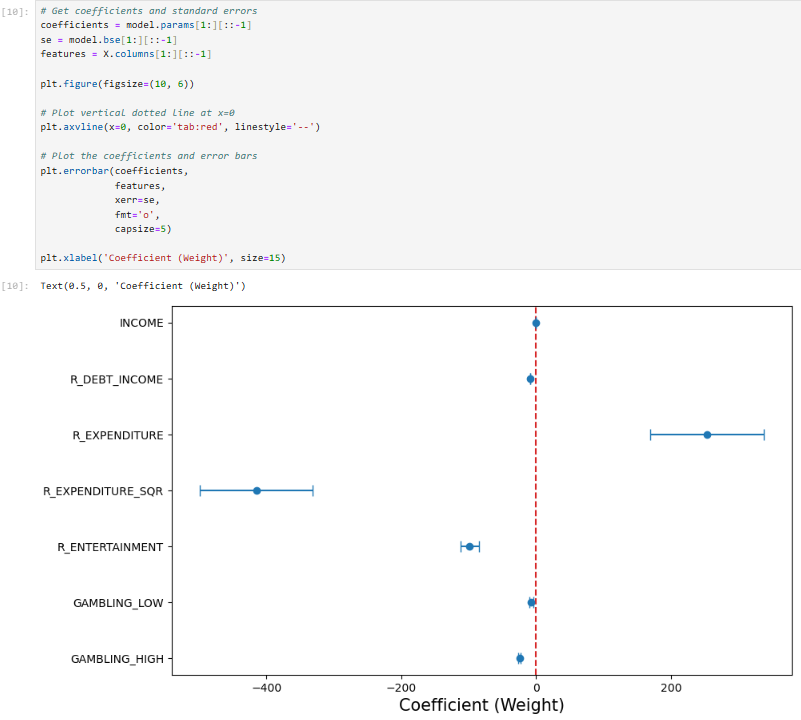 [10]: # Get coefficients and standard errors
coefficients = model.params[1:][::-1]
se = model.bse[1:][::-1]
features = X.columns[1:][::-1]
plt.figure(figsize=(10, 6))
# Plot vertical dotted line at x=0
plt.axvline(x=0, color='tab:red', linestyle='--')
# Plot the coefficients and error bars
plt.errorbar(coefficients,
features,
xerr=se,
fmt='o',
capsize=5)
plt.xlabel('Coefficient (Weight)', size=15)
[10]: Text(0.5, 0, 'Coefficient (Weight)')
INCOME
R_DEBT_INCOME
R_EXPENDITURE
R_EXPENDITURE_SQR
R_ENTERTAINMENT
GAMBLING_LOW
GAMBLING_HIGH
−400 −200 0 200
Coefficient (Weight)